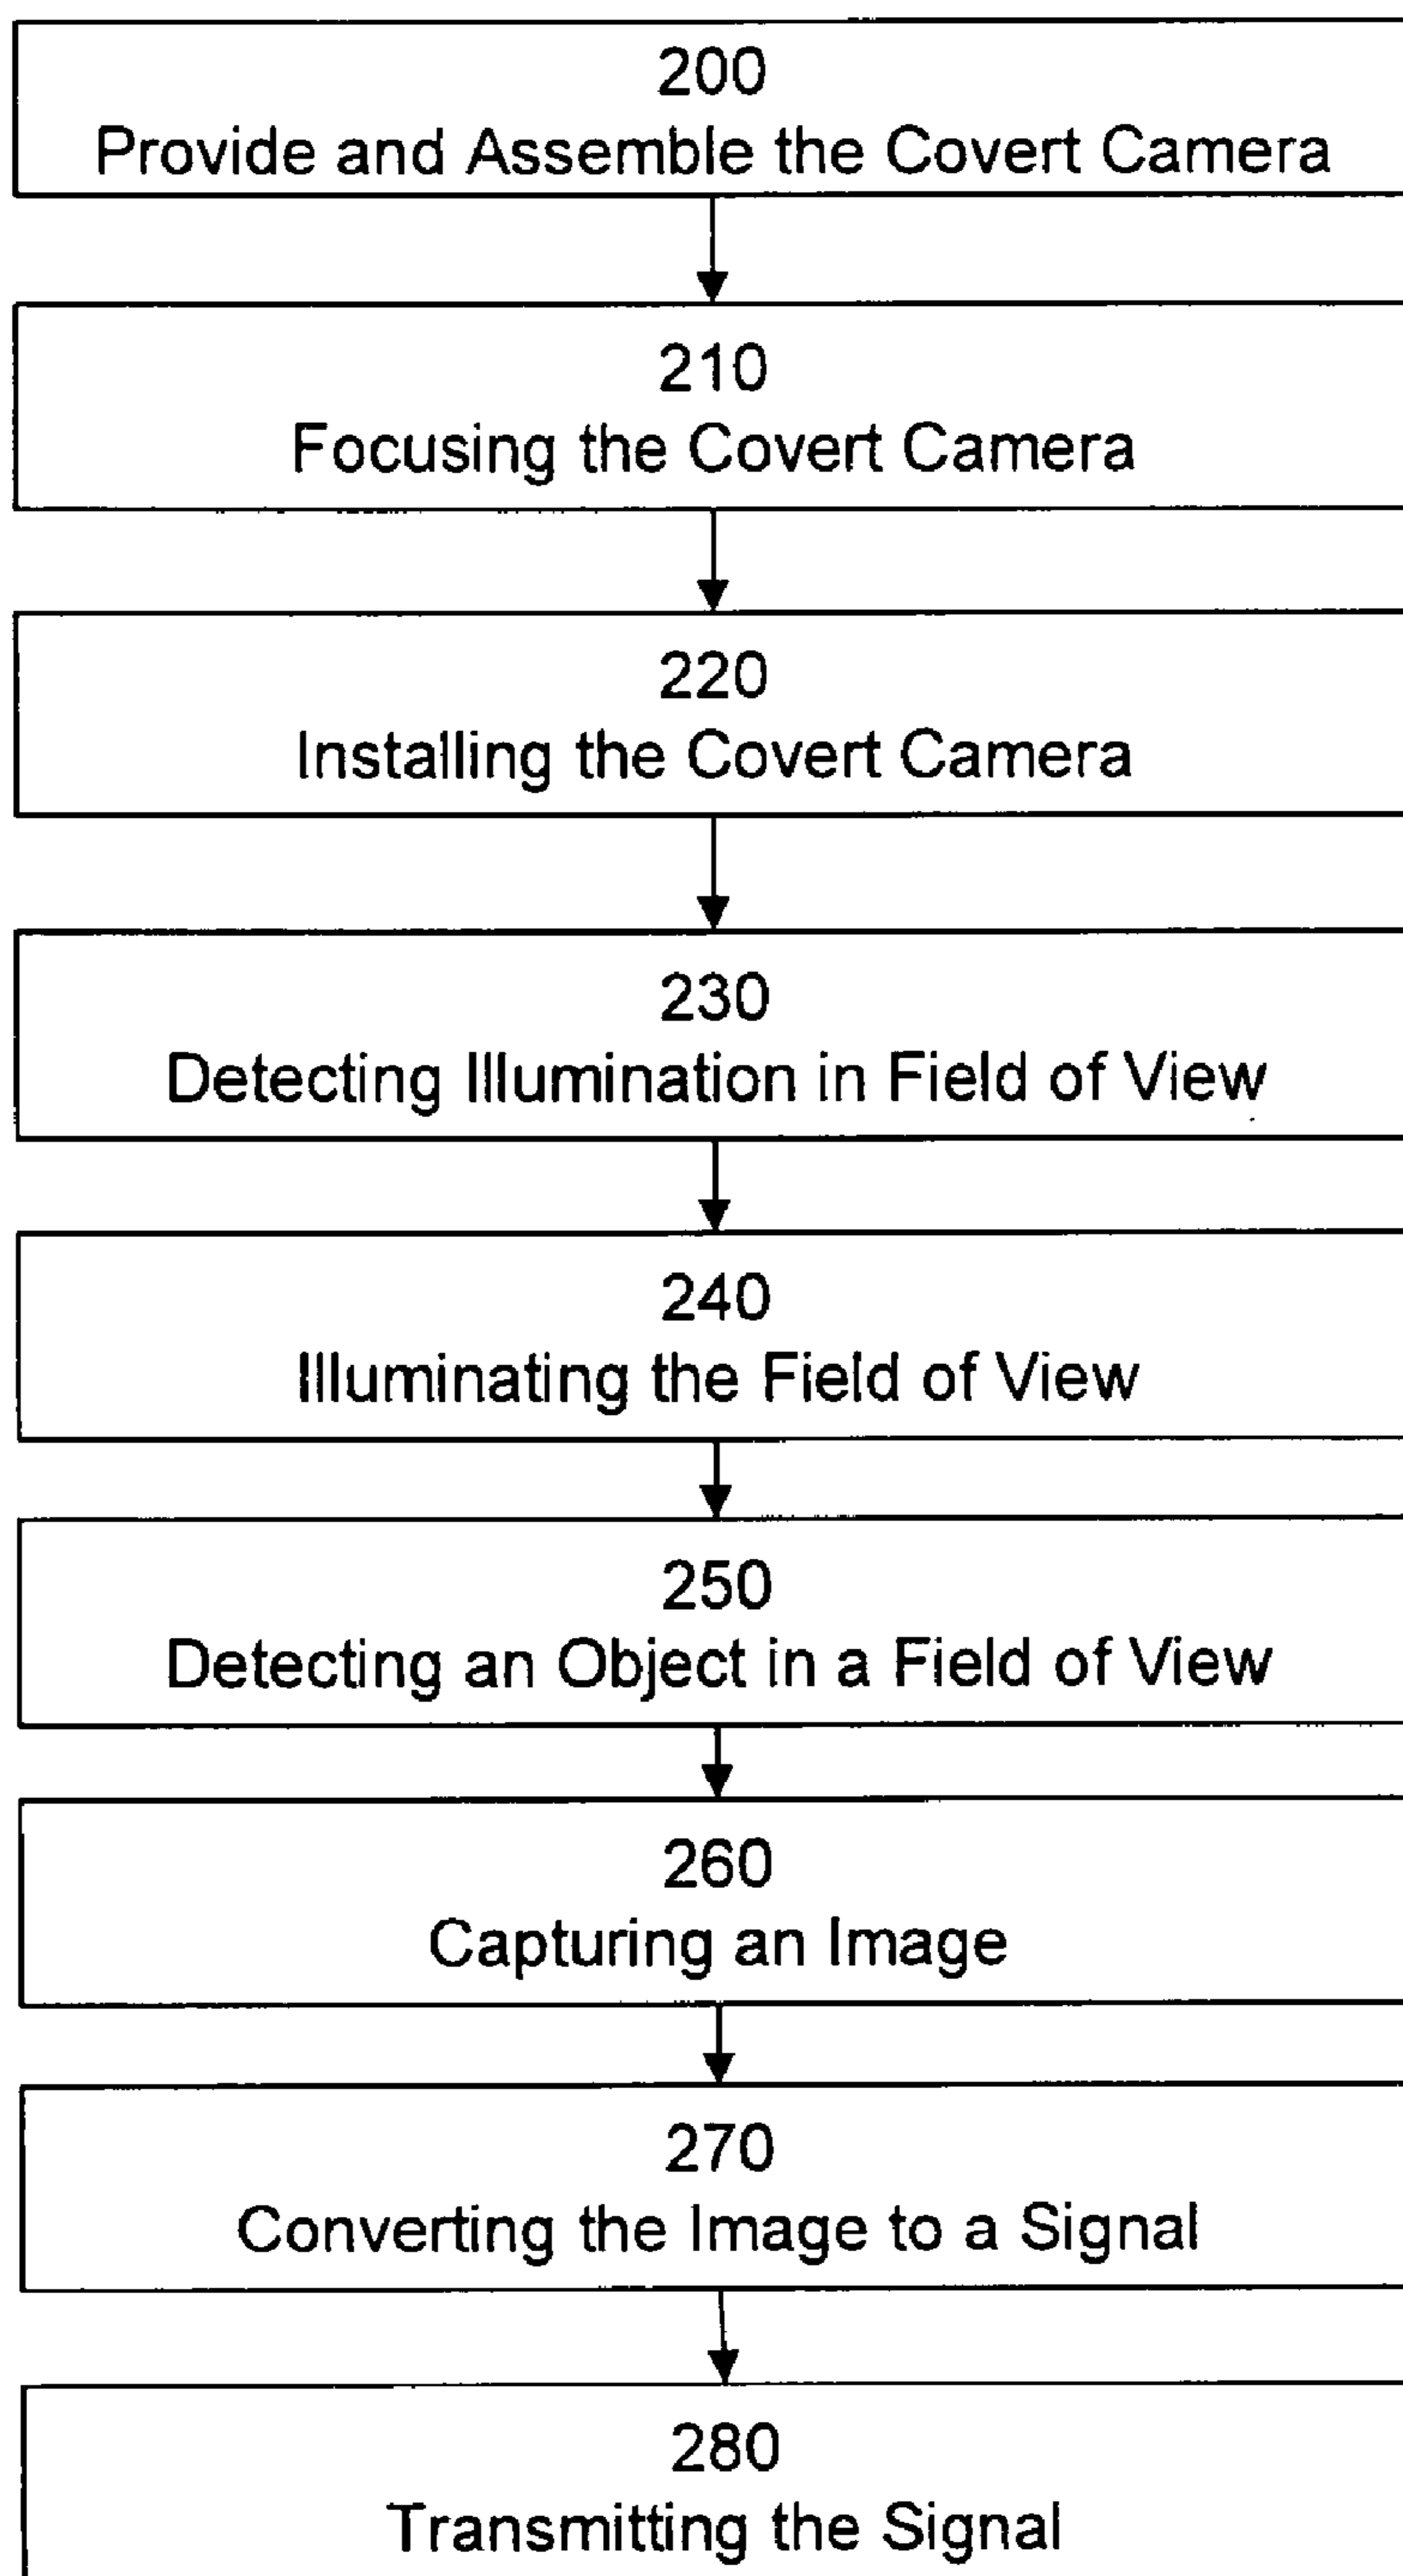 200
Provide and Assemble the Covert Camera
210
Focusing the Covert Camera
220
Installing the Covert Camera
230
Detecting Illumination in Field of View
240
Illuminating the Field of View
250
Detecting an Object in a Field of View
260
Capturing an Image
270
Converting the Image to a Signal
280
Transmitting the Signal